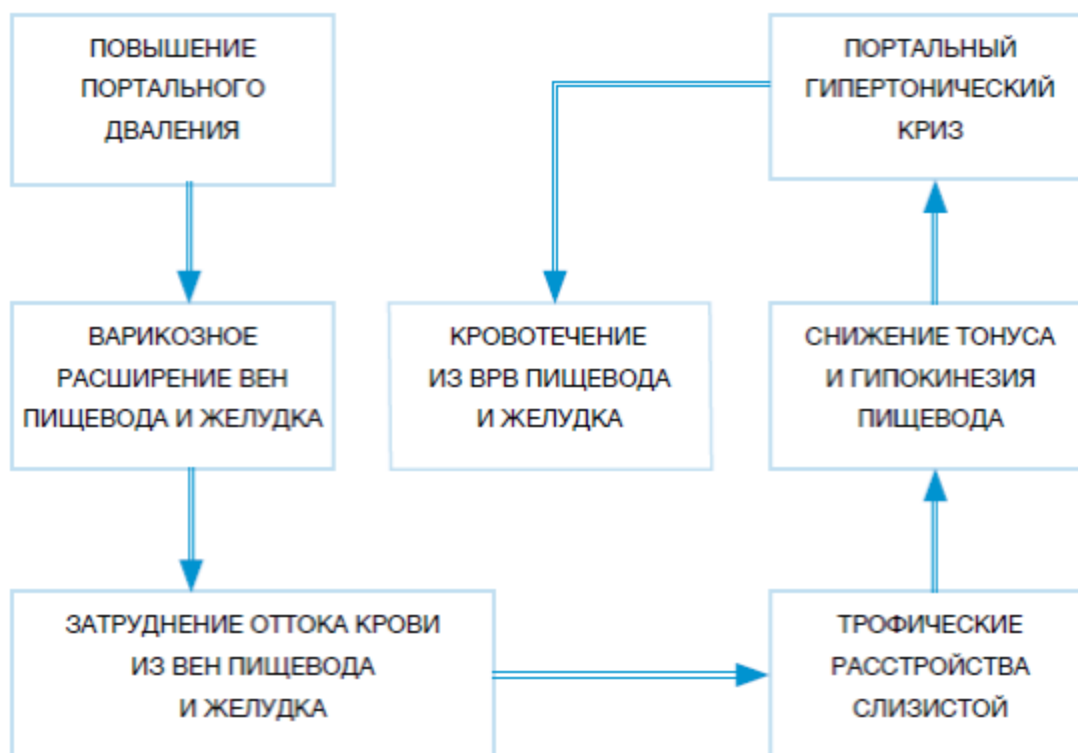 ПОВЫШЕНИЕ
ПОРТАЛЬНОГО
ДВАЛЕНИЯ
ВАРИКОЗНОЕ
РАСШИРЕНИЕ ВЕН
ПИЩЕВОДА И ЖЕЛУДКА
ЗАТРУДНЕНИЕ ОТТОКА КРОВИ
ИЗ ВЕН ПИЩЕВОДА
И ЖЕЛУДКА
ТРОФИЧЕСКИЕ
РАССТРОЙСТВА
СЛИЗИСТОЙ
СНИЖЕНИЕ ТОНУСА
И ГИПОКИНЕЗИЯ
ПИЩЕВОДА
ПОРТАЛЬНЫЙ
ГИПЕРТОНИЧЕСКИЙ
КРИЗ
КРОВОТЕЧЕНИЕ
ИЗ ВРВ ПИЩЕВОДА
И ЖЕЛУДКА